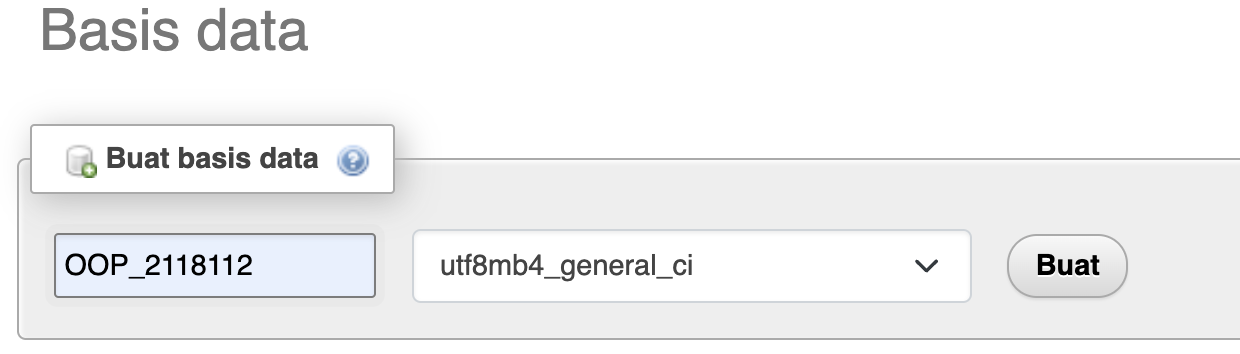 Basis data
Buat basis data
OOP_2118112 utf8mb4_general_ci Buat